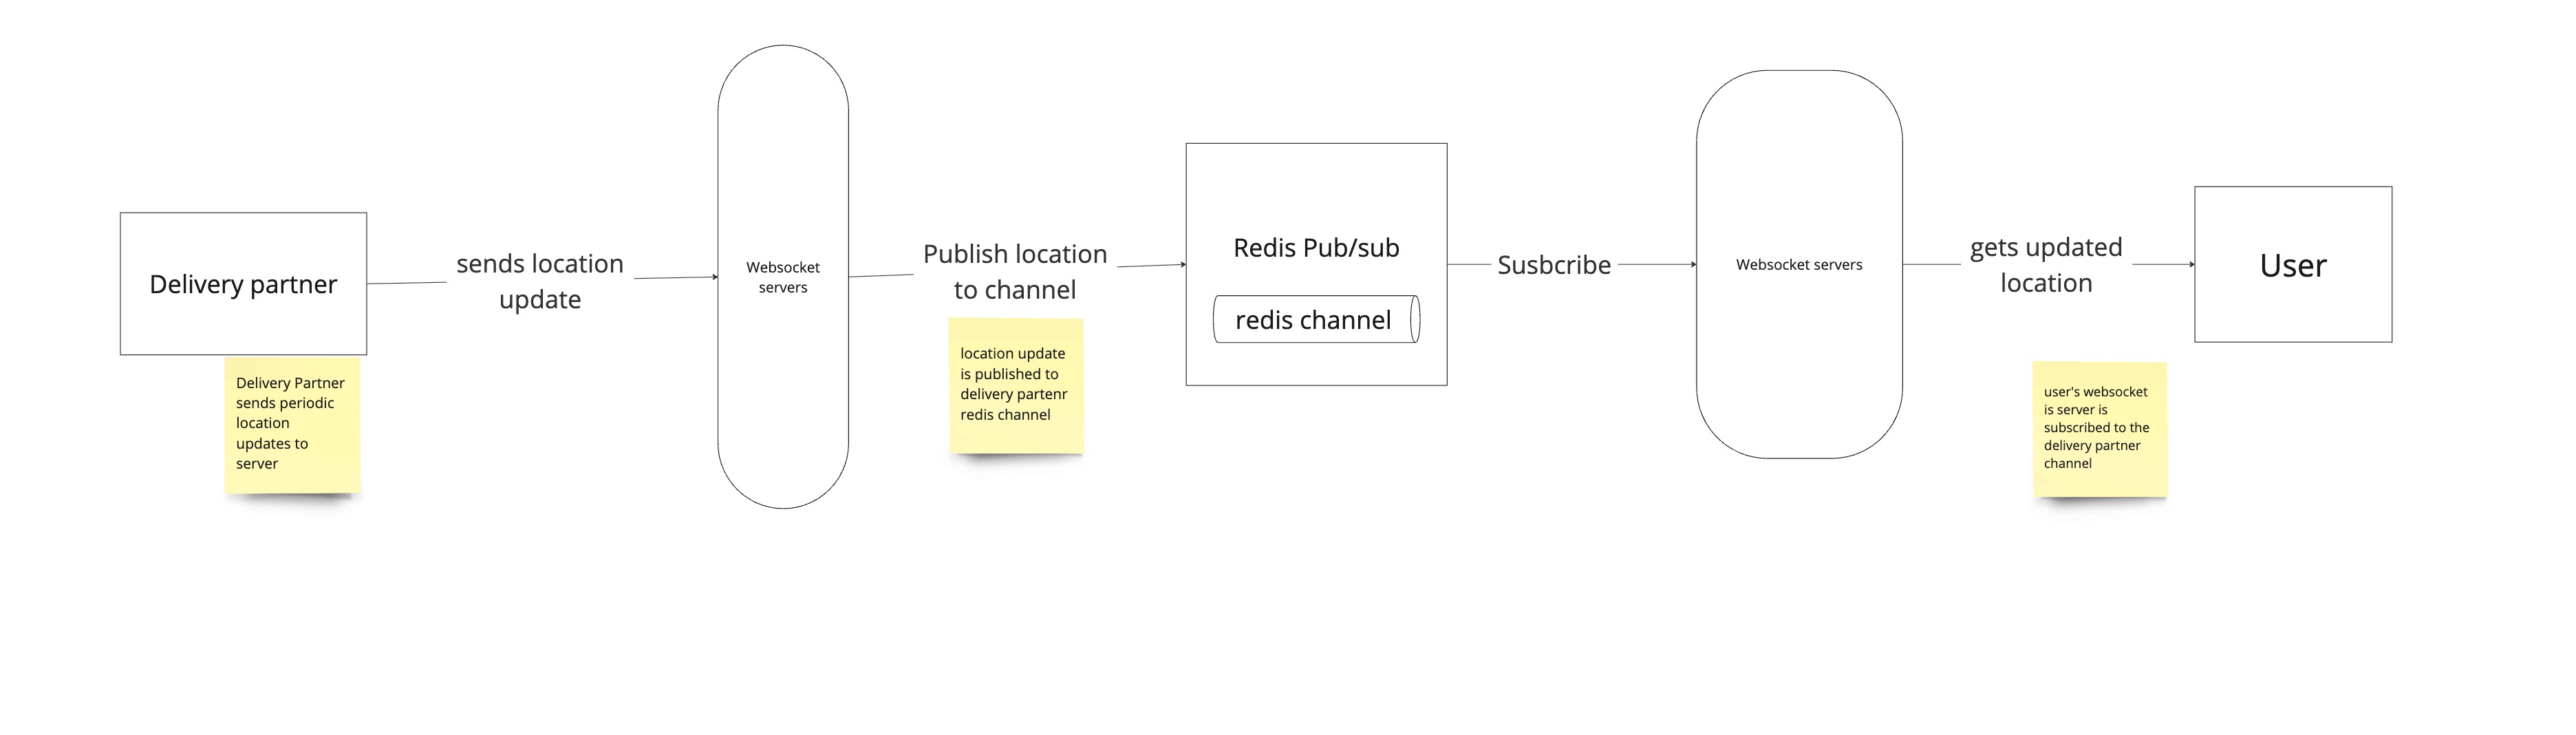 Delivery partner
sends location
update
Websocket
servers
Publish location
to channel
Redis Pub/sub
redis channel
Susbcribe
Websocket servers
gets updated
location
User
Delivery Partner
sends periodic
location
updates to
server
location update
is published to
delivery partenr
redis channel
user's websocket
is server is
subscribed to the
delivery partner
channel